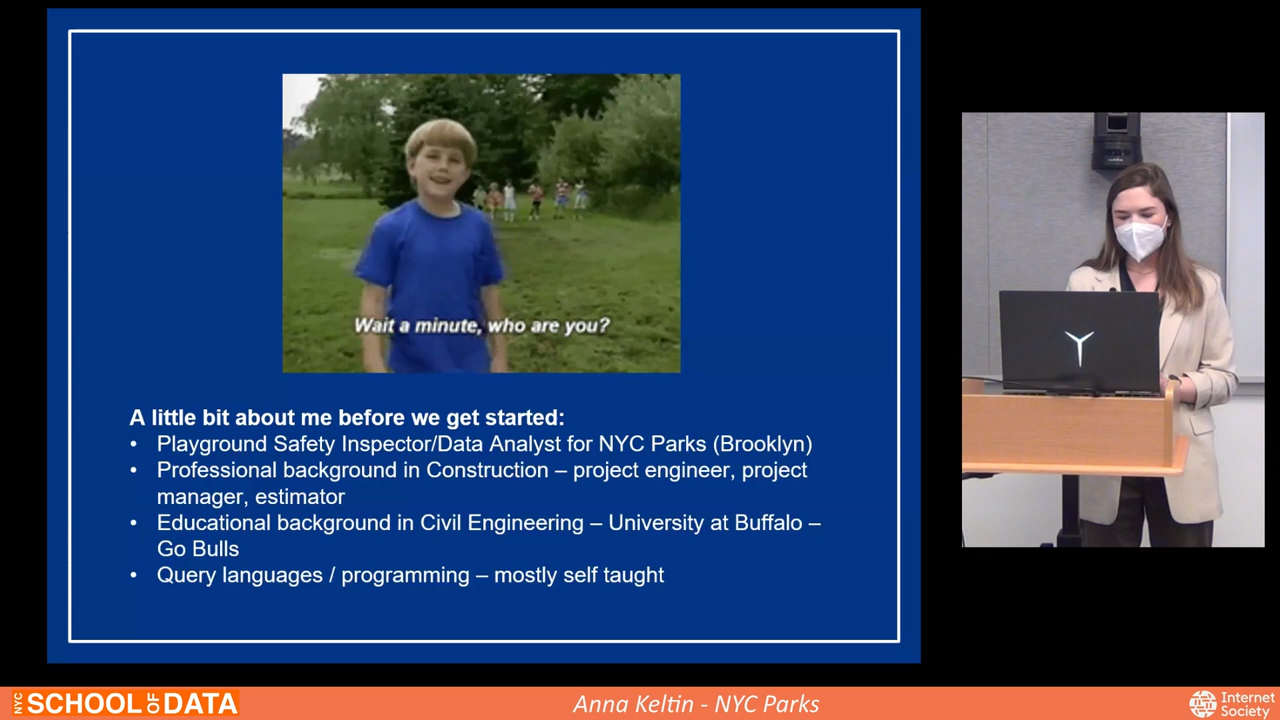 Wait a minute, who are you?
A little bit about me before we get started:
• Playground Safety Inspector/Data Analyst for NYC Parks (Brooklyn)
• Professional background in Construction – project engineer, project
manager, estimator
• Educational background in Civil Engineering – University at Buffalo –
Go Bulls
• Query languages / programming – mostly self taught
NYC SCHOOL OF DATA
Anna Keltin - NYC Parks
Internet
Society